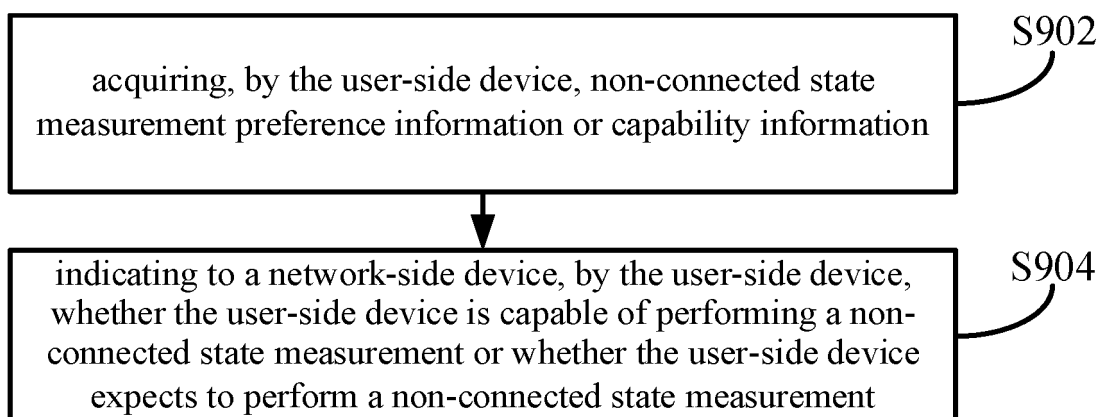 S902
acquiring, by the user-side device, non-connected state
measurement preference information or capability information
S904
indicating to a network-side device, by the user-side device,
whether the user-side device is capable of performing a non-
connected state measurement or whether the user-side device
expects to perform a non-connected state measurement